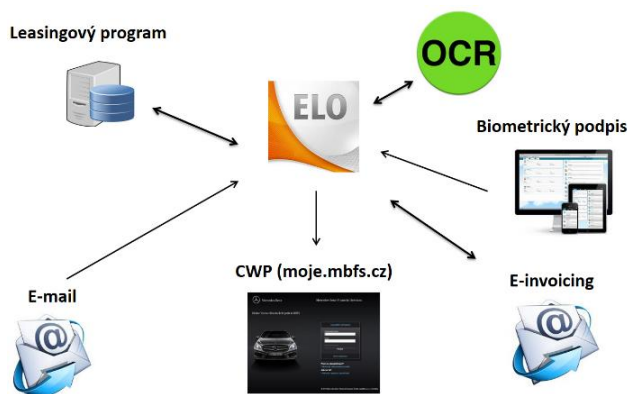 Leasingový program
OCR
ELO
Biometrický podpis
CWP (moje.mbfs.cz)
E-mail
E-invoicing